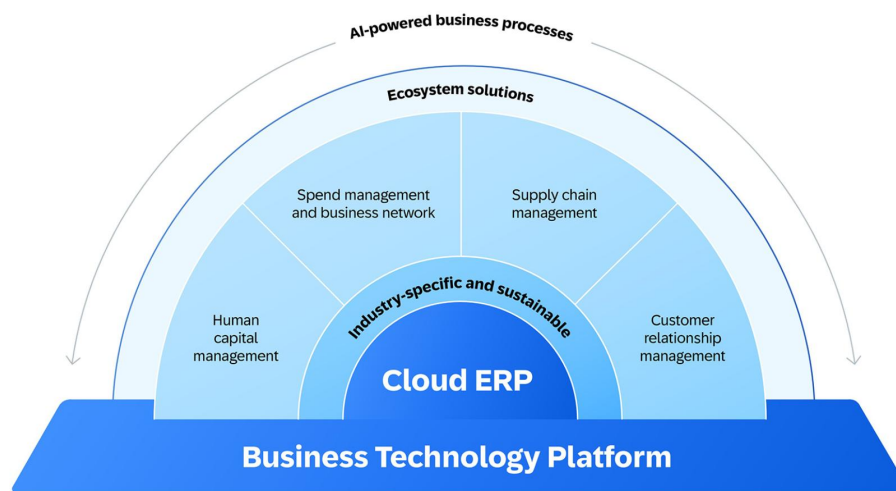 AI-powered business processes
Ecosystem solutions
Spend management
and business network
Supply chain
management
Human
capital
management
Industry-specific and sustainable
Customer
relationship
management
Cloud ERP
Business Technology Platform